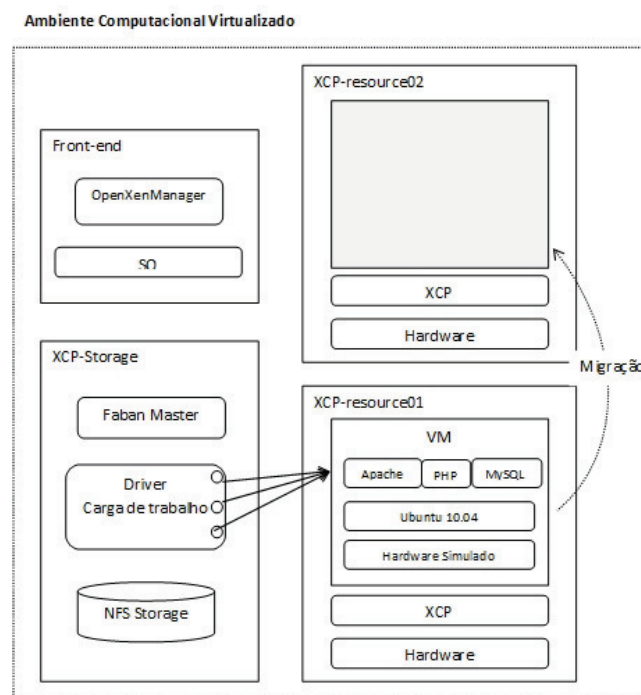 Ambiente Computacional Virtualizado
Front-end
OpenXenManager
SO
XCP-Storage
Faban Master
Driver
Carga de trabalho
NFS Storage
XCP-resource02
XCP
Hardware
Migração
XCP-resource01
VM
Apache PHP MySQL
Ubuntu 10.04
Hardware Simulado
XCP
Hardware